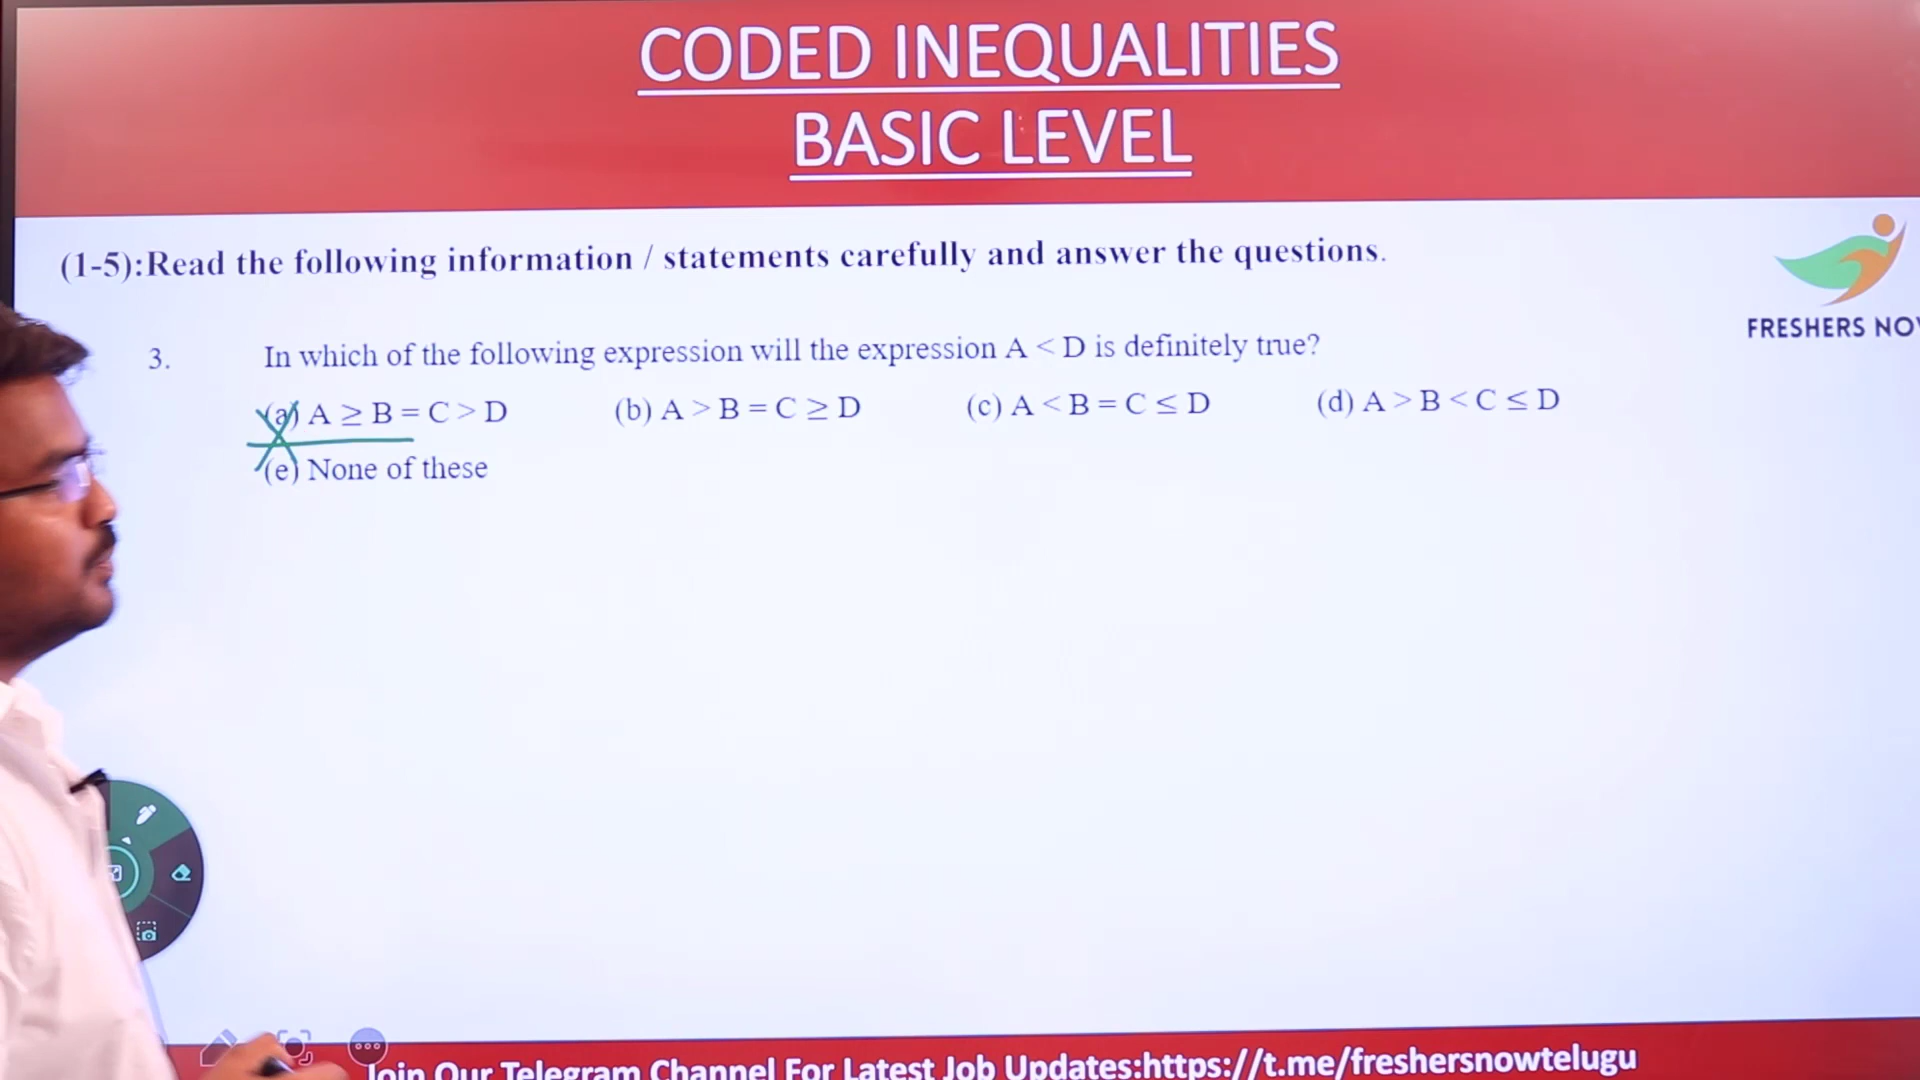 CODED INEQUALITIES
BASIC LEVEL
(1-5):Read the following information / statements carefully and answer the questions.
FRESHERS NO
3. In which of the following expression will the expression A < D is definitely true?
(a) A ≥ B = C > D (b) A > B = C ≥ D (c) A < B = C ≤ D (d) A > B < C ≤ D
(e) None of these
Join Our Telegram Channel For Latest Job Updates:https://t.me/freshersnowtelugu